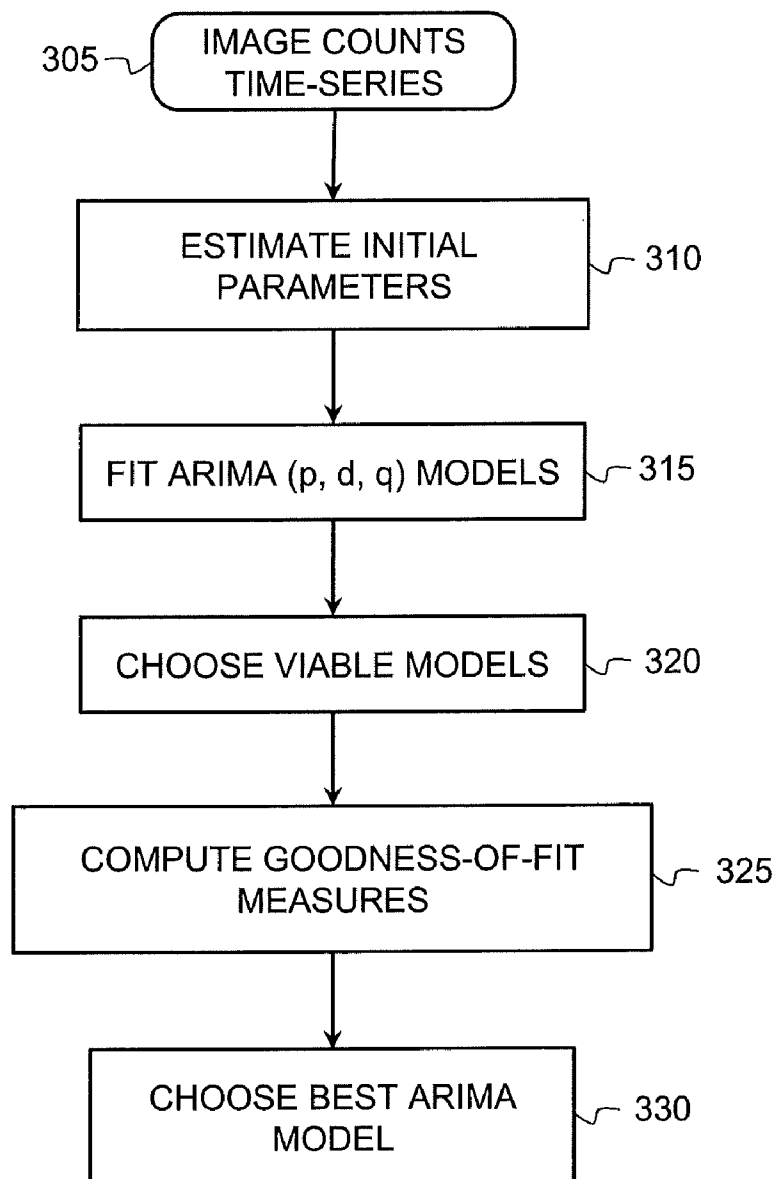 305
IMAGE COUNTS
TIME-SERIES
ESTIMATE INITIAL
PARAMETERS
310
FIT ARIMA (p, d, q) MODELS
315
CHOOSE VIABLE MODELS
320
COMPUTE GOODNESS-OF-FIT
MEASURES
325
CHOOSE BEST ARIMA
MODEL
330